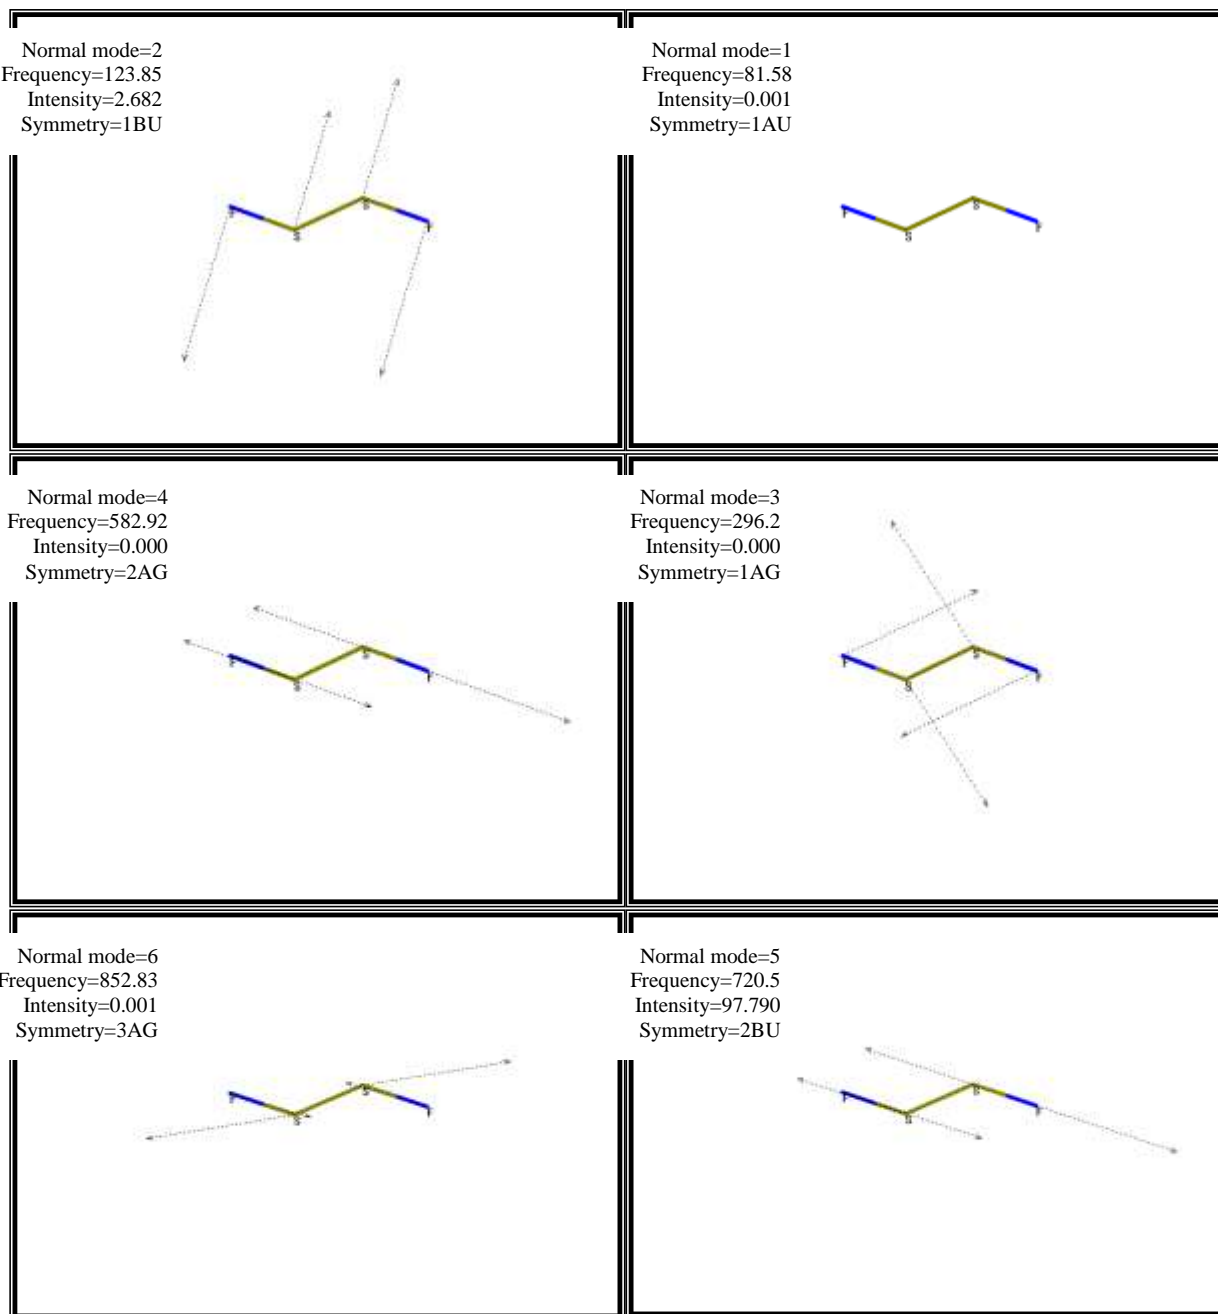 Normal mode=2
Frequency=123.85
Intensity=2.682
Symmetry=1BU
F
S
S
F
Normal mode=1
Frequency=81.58
Intensity=0.001
Symmetry=1AU
F
S
S
F
Normal mode=4
Frequency=582.92
Intensity=0.000
Symmetry=2AG
F
S
S
F
Normal mode=3
Frequency=296.2
Intensity=0.000
Symmetry=1AG
F
S
S
F
Normal mode=6
Frequency=852.83
Intensity=0.001
Symmetry=3AG
F
S
S
F
Normal mode=5
Frequency=720.5
Intensity=97.790
Symmetry=2BU
F
S
S
F